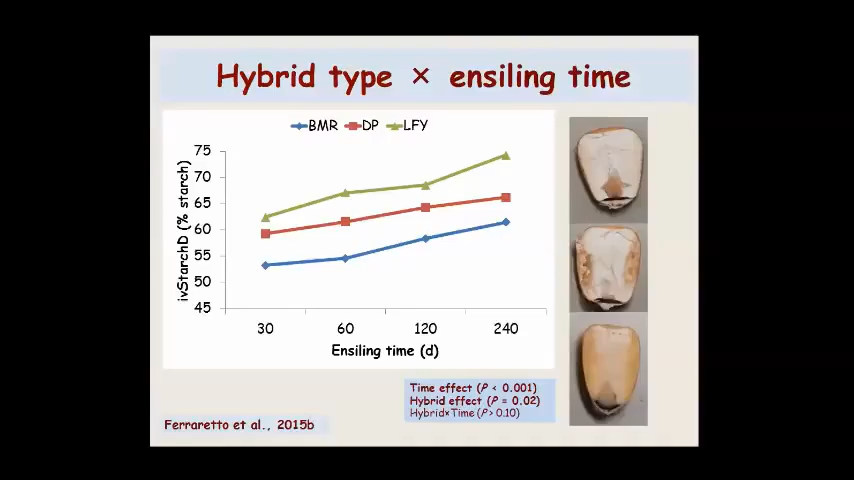 Hybrid type × ensiling time
BMR DP LFY
75
70
65
60
55
50
45
ivStarchD (% starch)
30 60 120 240
Ensiling time (d)
Time effect (P < 0.001)
Hybrid effect (P = 0.02)
Hybrid×Time (P > 0.10)
Ferraretto et al., 2015b